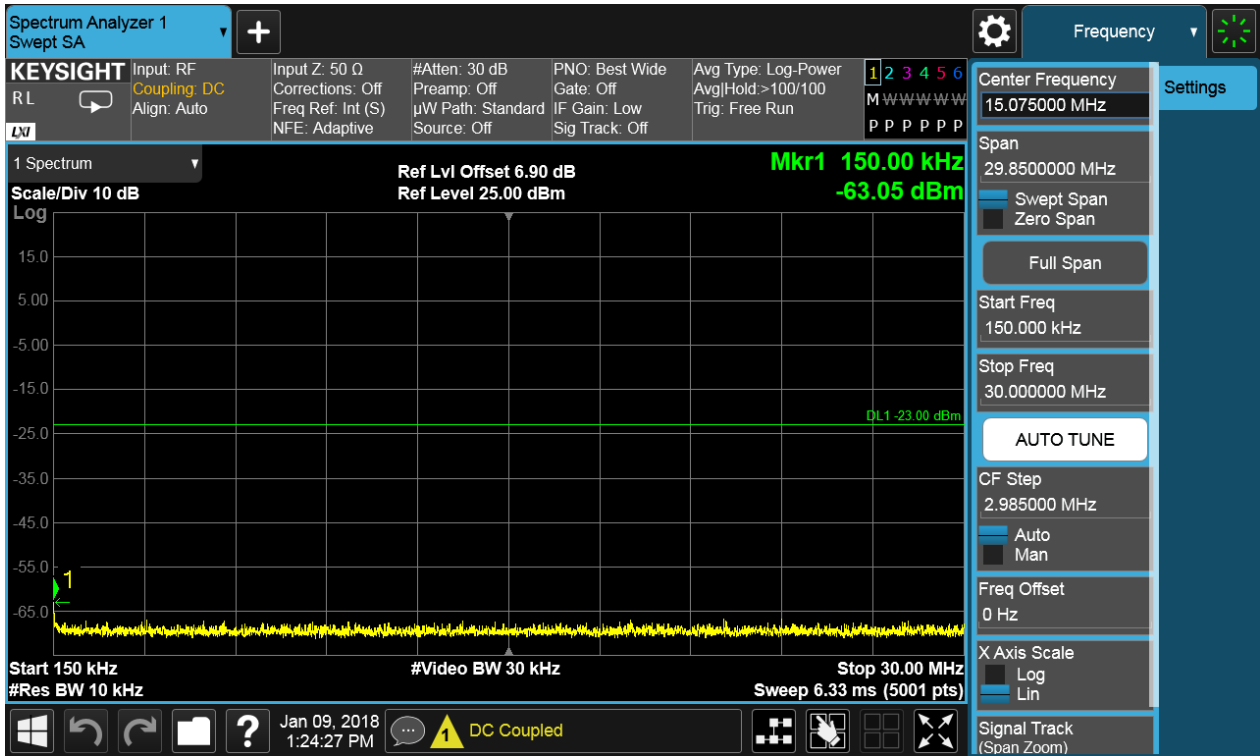 Spectrum Analyzer 1
Swept SA
+
Frequency
KEYSIGHT
RL
LXI
Input: RF
Coupling: DC
Align: Auto
Input Z: 50 Ω
Corrections: Off
Freq Ref: Int (S)
NFE: Adaptive
#Atten: 30 dB
Preamp: Off
µW Path: Standard
Source: Off
PNO: Best Wide
Gate: Off
IF Gain: Low
Sig Track: Off
Avg Type: Log-Power
Avg|Hold:>100/100
Trig: Free Run
1 2 3 4 5 6
M W W W W W
P P P P P P
1 Spectrum
Scale/Div 10 dB
Log
Ref Lvl Offset 6.90 dB
Ref Level 25.00 dBm
Mkr1 150.00 kHz
-63.05 dBm
15.0
5.00
-5.00
-15.0
DL1 -23.00 dBm
-25.0
-35.0
-45.0
-55.0
1
-65.0
Start 150 kHz
#Res BW 10 kHz
#Video BW 30 kHz
Stop 30.00 MHz
Sweep 6.33 ms (5001 pts)
Center Frequency
15.075000 MHz
Settings
Span
29.8500000 MHz
Swept Span
Zero Span
Full Span
Start Freq
150.000 kHz
Stop Freq
30.000000 MHz
AUTO TUNE
CF Step
2.985000 MHz
Auto
Man
Freq Offset
0 Hz
X Axis Scale
Log
Lin
Signal Track
(Span Zoom)
?
Jan 09, 2018
1:24:27 PM
1
DC Coupled